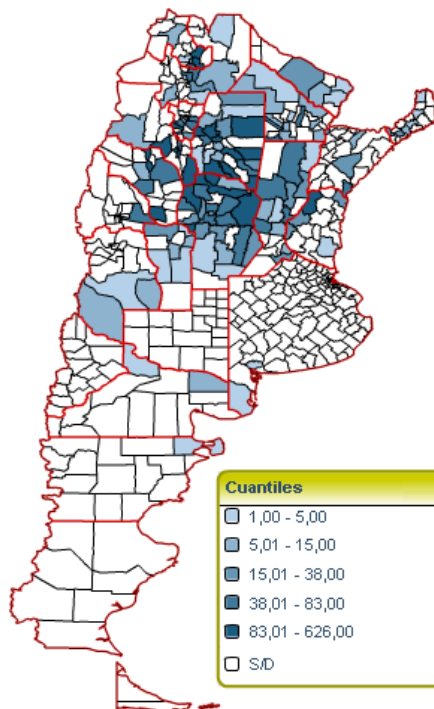 Cuantiles
1,00 - 5,00
5,01 - 15,00
15,01 - 38,00
38,01 - 83,00
83,01 - 626,00
S/D